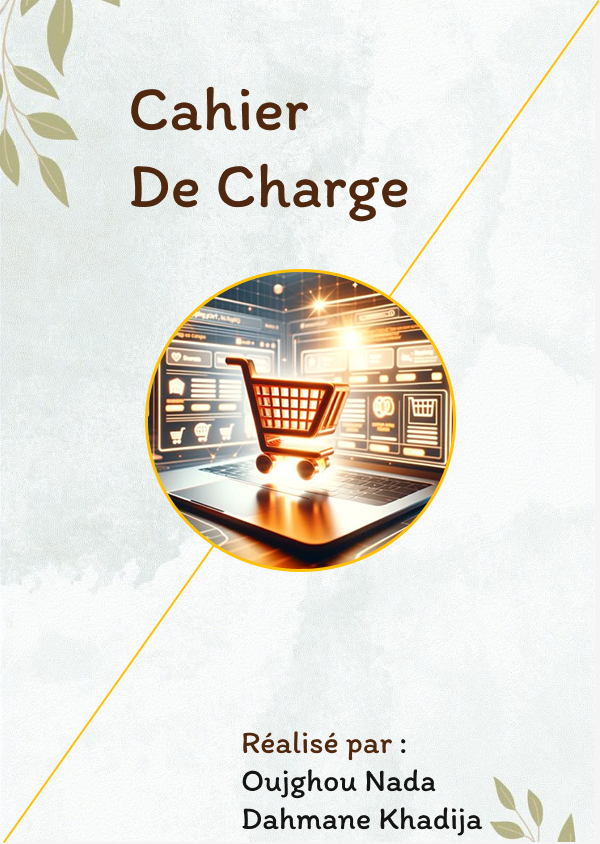 Cahier
De Charge
Réalisé par :
Oujghou Nada
Dahmane Khadija